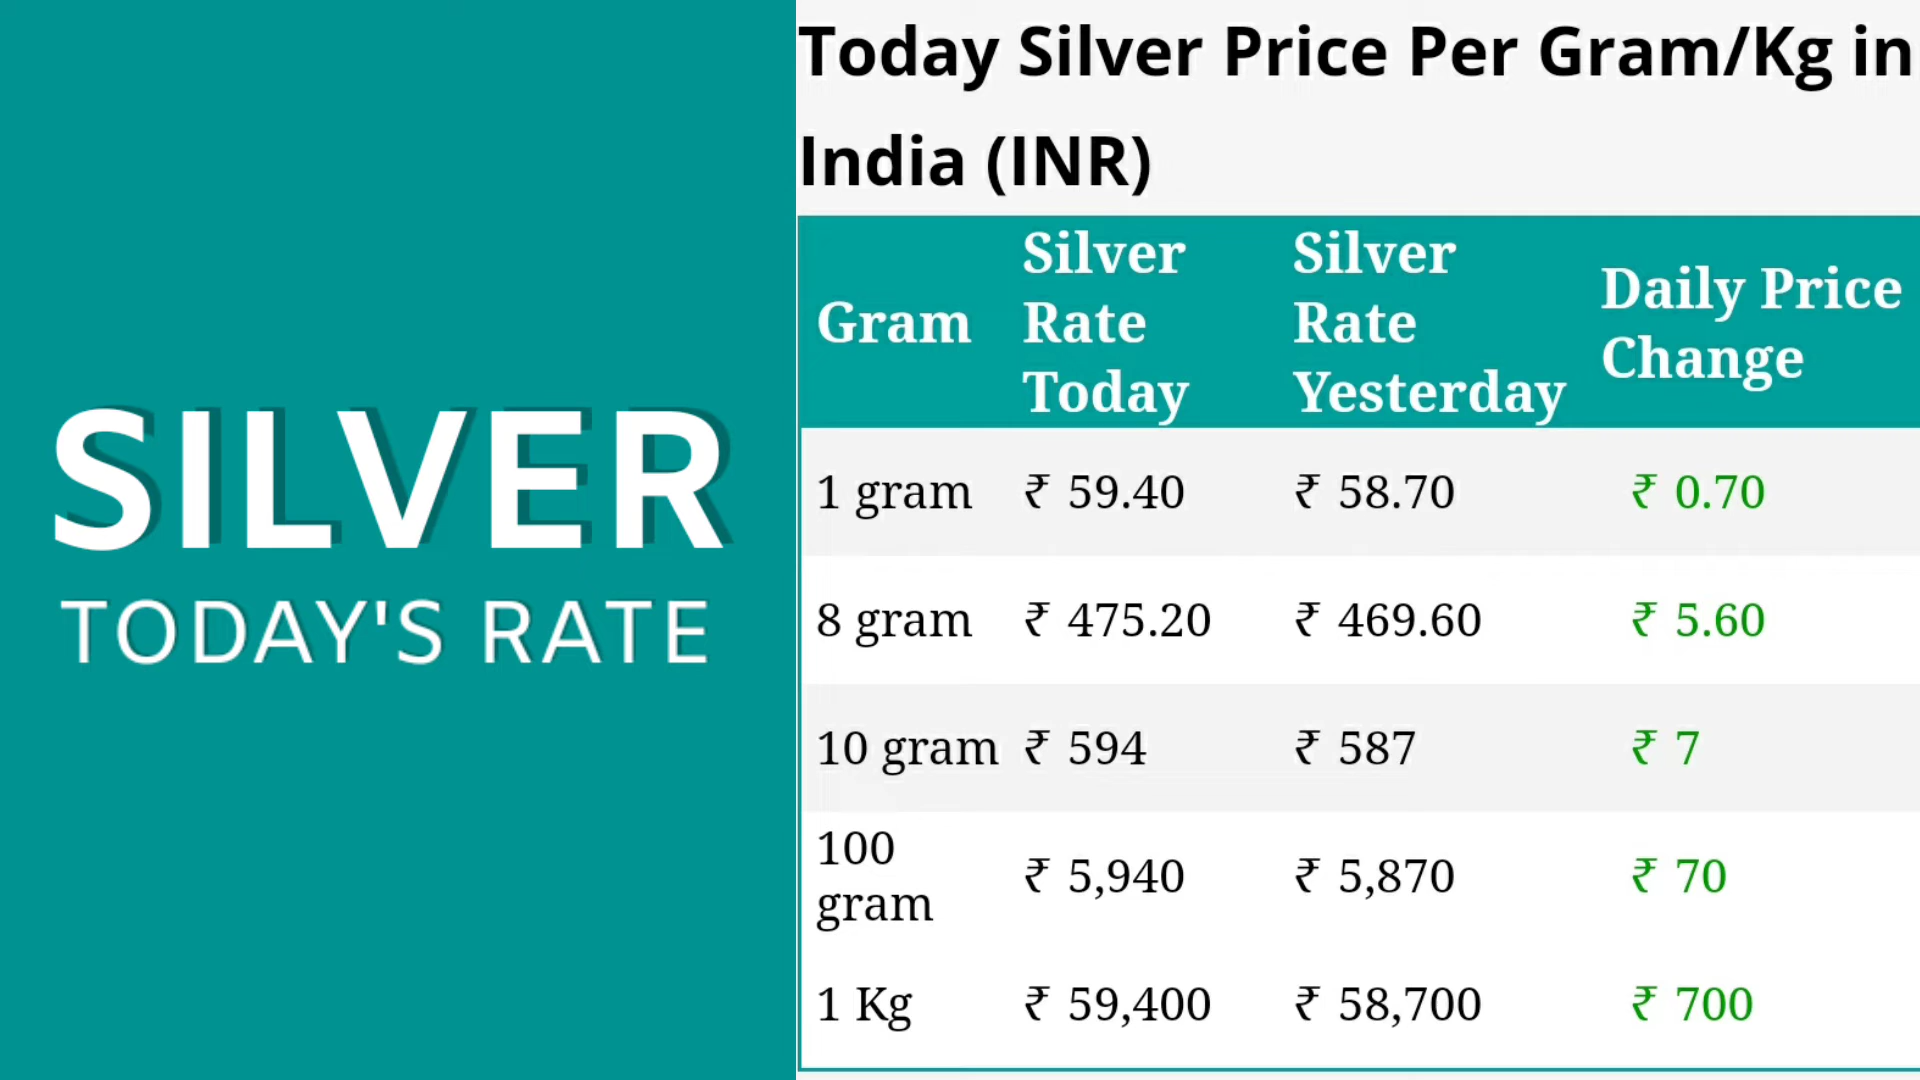 SILVER
TODAY'S RATE
Today Silver Price Per Gram/Kg in
India (INR)
Gram Silver Rate Today Silver Rate Yesterday Daily Price Change
1 gram ₹ 59.40 ₹ 58.70 ₹ 0.70
8 gram ₹ 475.20 ₹ 469.60 ₹ 5.60
10 gram ₹ 594 ₹ 587 ₹ 7
100 gram ₹ 5,940 ₹ 5,870 ₹ 70
1 Kg ₹ 59,400 ₹ 58,700 ₹ 700